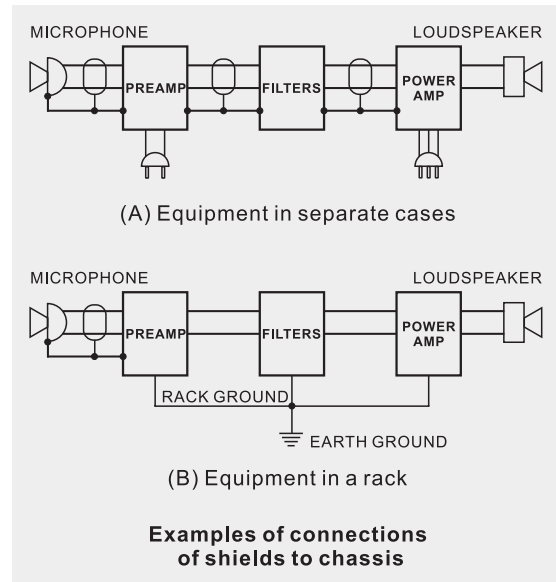 MICROPHONE LOUDSPEAKER
PREAMP FILTERS POWER
AMP
(A) Equipment in separate cases
MICROPHONE LOUDSPEAKER
PREAMP FILTERS POWER
AMP
RACK GROUND
EARTH GROUND
(B) Equipment in a rack
Examples of connections
of shields to chassis